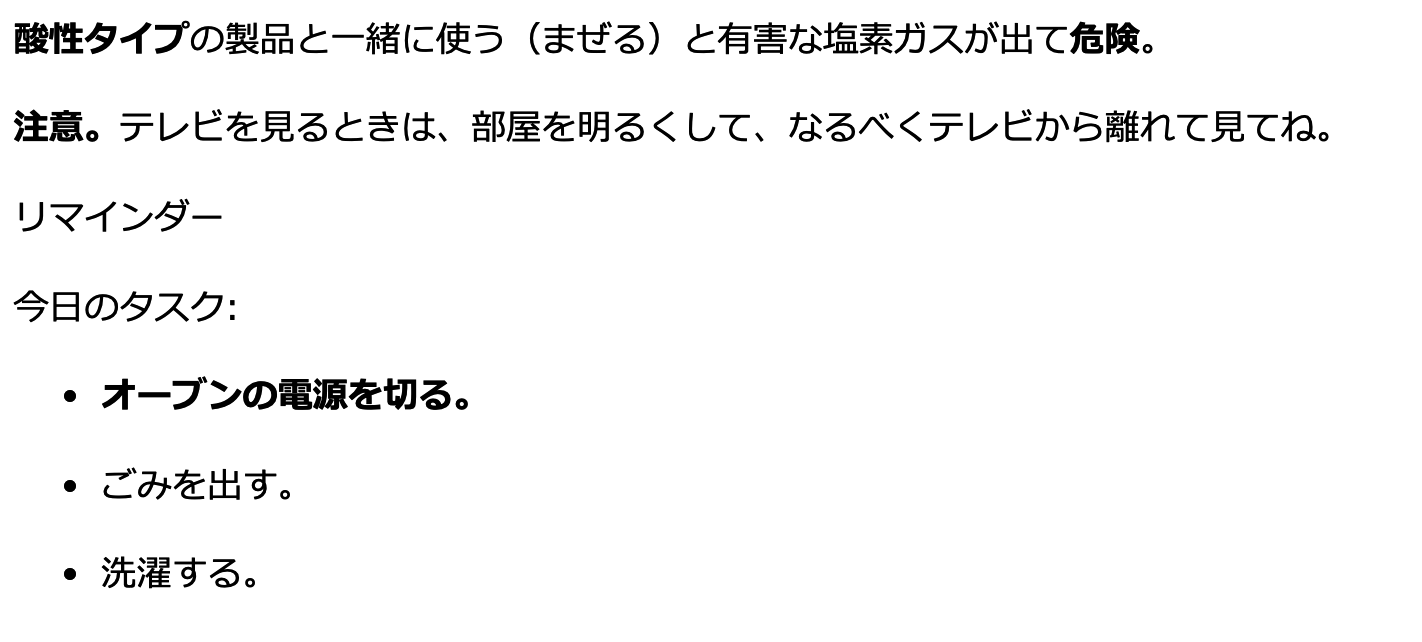 酸性タイプの製品と一緒に使う（まぜる）と有害な塩素ガスが出て危険。
注意。テレビを見るときは、部屋を明るくして、なるべくテレビから離れて見てね。
リマインダー
今日のタスク:
• オーブンの電源を切る。
• ごみを出す。
• 洗濯する。